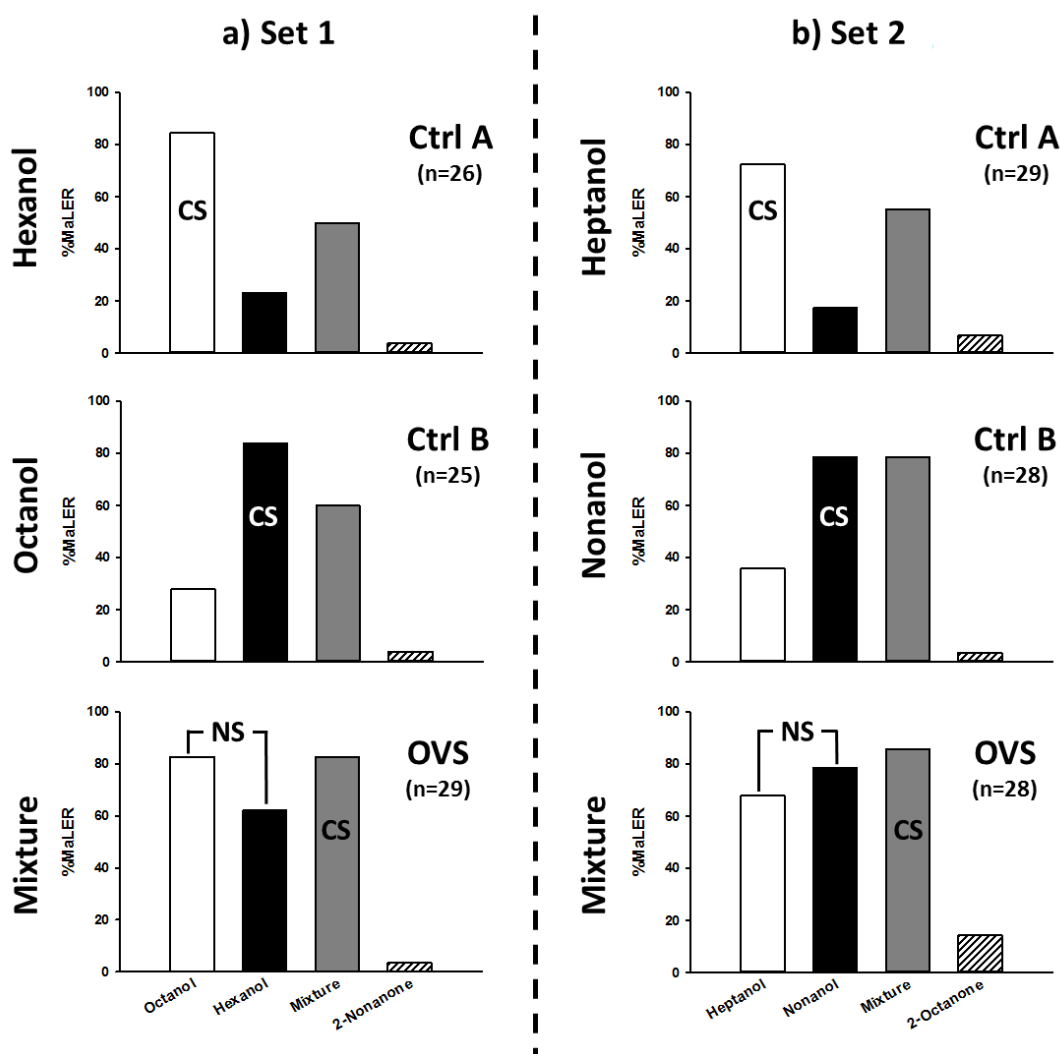 a) Set 1
Hexanol
%MaLER
100
80
60
40
20
0
CS
Ctrl A
(n=26)
Octanol
%MaLER
100
80
60
40
20
0
CS
Ctrl B
(n=25)
Mixture
%MaLER
100
80
60
40
20
0
NS
CS
OVS
(n=29)
Octanol
Hexanol
Mixture
2-Nonanone
b) Set 2
Heptanol
%MaLER
100
80
60
40
20
0
CS
Ctrl A
(n=29)
Nonanol
%MaLER
100
80
60
40
20
0
CS
Ctrl B
(n=28)
Mixture
%MaLER
100
80
60
40
20
0
NS
CS
OVS
(n=28)
Heptanol
Nonanol
Mixture
2-Octanone